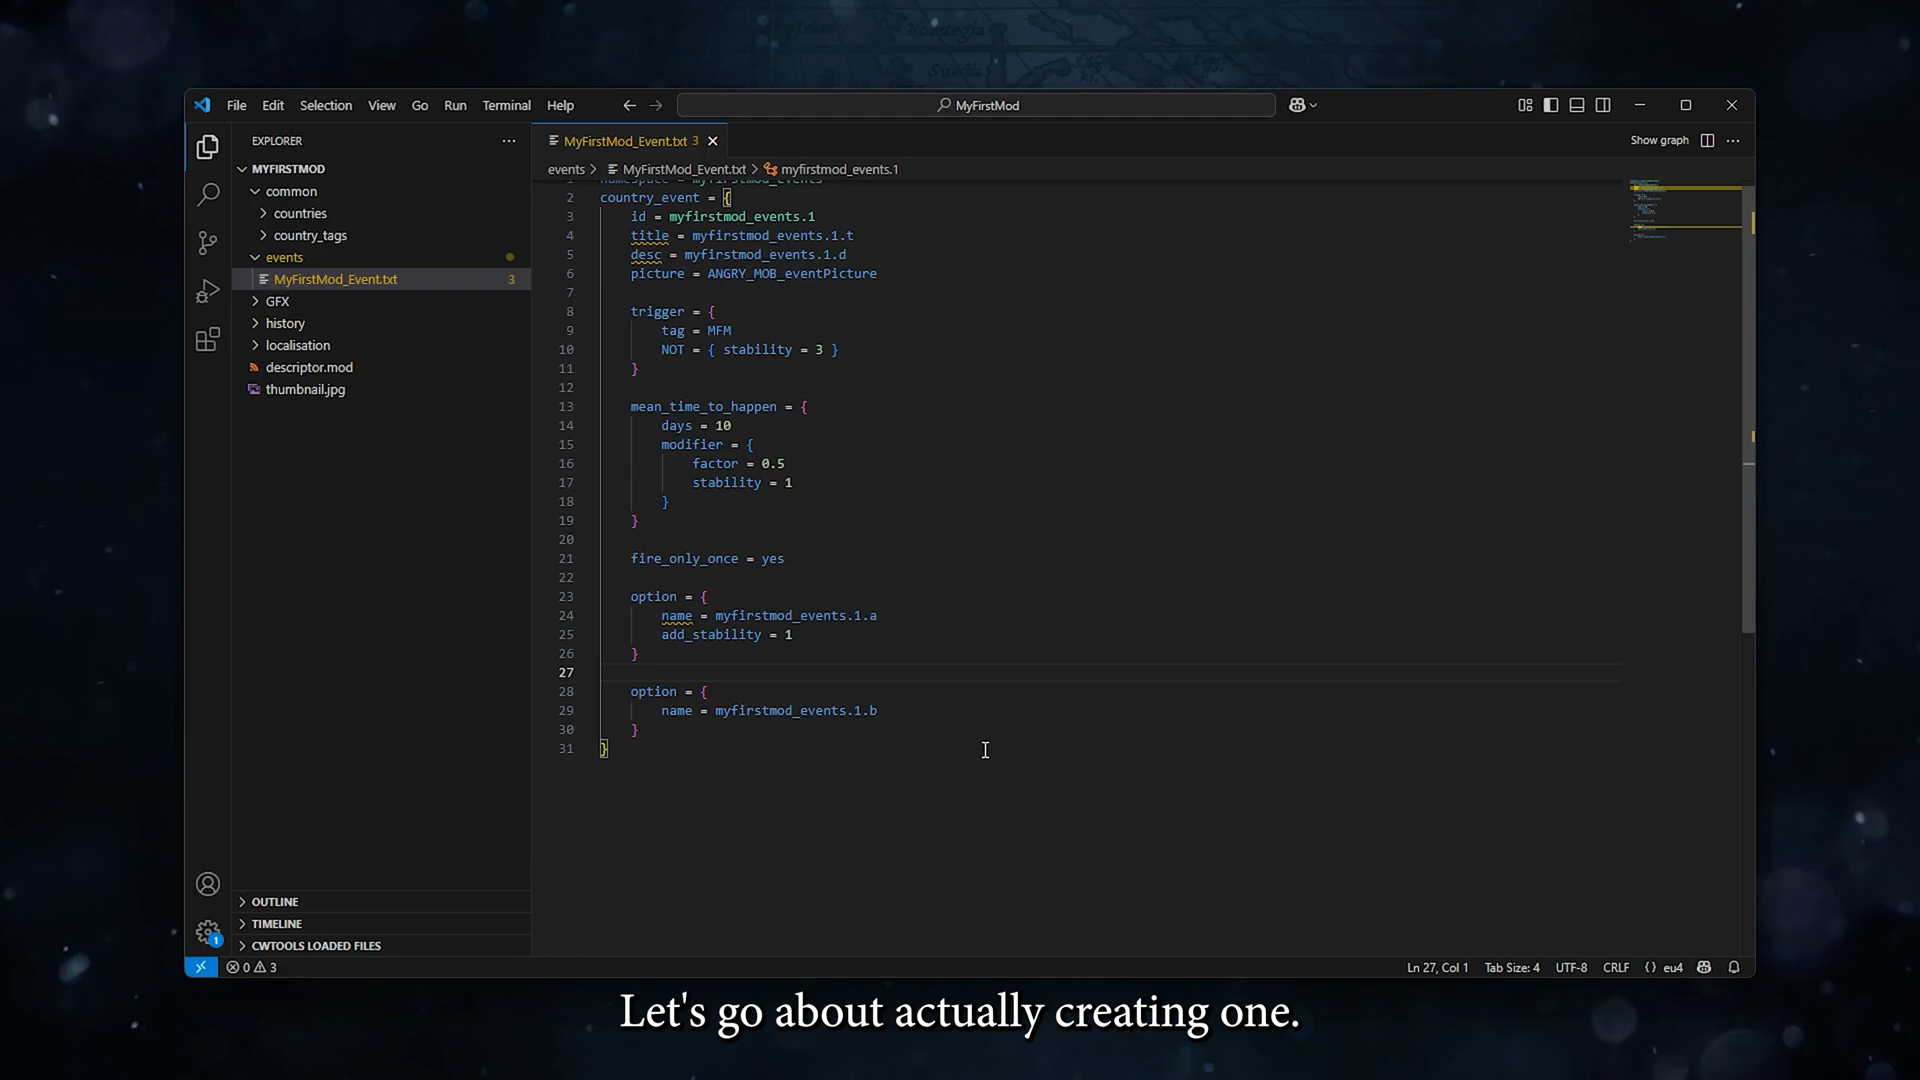 File Edit Selection View Go Run Terminal Help
MyFirstMod
EXPLORER
MyFirstMod_Event.txt 3
Show graph
MYFIRSTMOD
events > MyFirstMod_Event.txt > myfirstmod_events.1
common
countries
country_tags
events
MyFirstMod_Event.txt 3
GFX
history
localisation
descriptor.mod
thumbnail.jpg
1 namespace = myfirstmod_events
2 country_event = {
3 id = myfirstmod_events.1
4 title = myfirstmod_events.1.t
5 desc = myfirstmod_events.1.d
6 picture = ANGRY_MOB_eventPicture
7
8 trigger = {
9 tag = MFM
10 NOT = { stability = 3 }
11 }
12
13 mean_time_to_happen = {
14 days = 10
15 modifier = {
16 factor = 0.5
17 stability = 1
18 }
19 }
20
21 fire_only_once = yes
22
23 option = {
24 name = myfirstmod_events.1.a
25 add_stability = 1
26 }
27
28 option = {
29 name = myfirstmod_events.1.b
30 }
31 }
OUTLINE
TIMELINE
CWTOOLS LOADED FILES
1
0 3
Ln 27, Col 1 Tab Size: 4 UTF-8 CRLF {} eu4
Let's go about actually creating one.